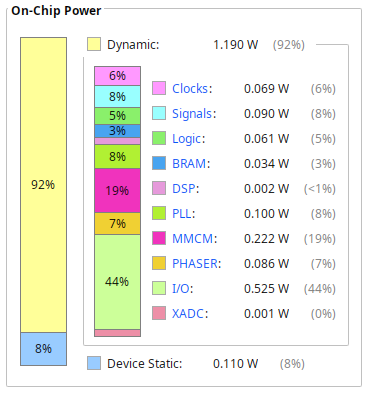 On-Chip Power
Dynamic: 1.190 W (92%)
92%
8%
6%
8%
5%
3%
8%
19%
7%
44%
Clocks: 0.069 W (6%)
Signals: 0.090 W (8%)
Logic: 0.061 W (5%)
BRAM: 0.034 W (3%)
DSP: 0.002 W (<1%)
PLL: 0.100 W (8%)
MMCM: 0.222 W (19%)
PHASER: 0.086 W (7%)
I/O: 0.525 W (44%)
XADC: 0.001 W (0%)
Device Static: 0.110 W (8%)